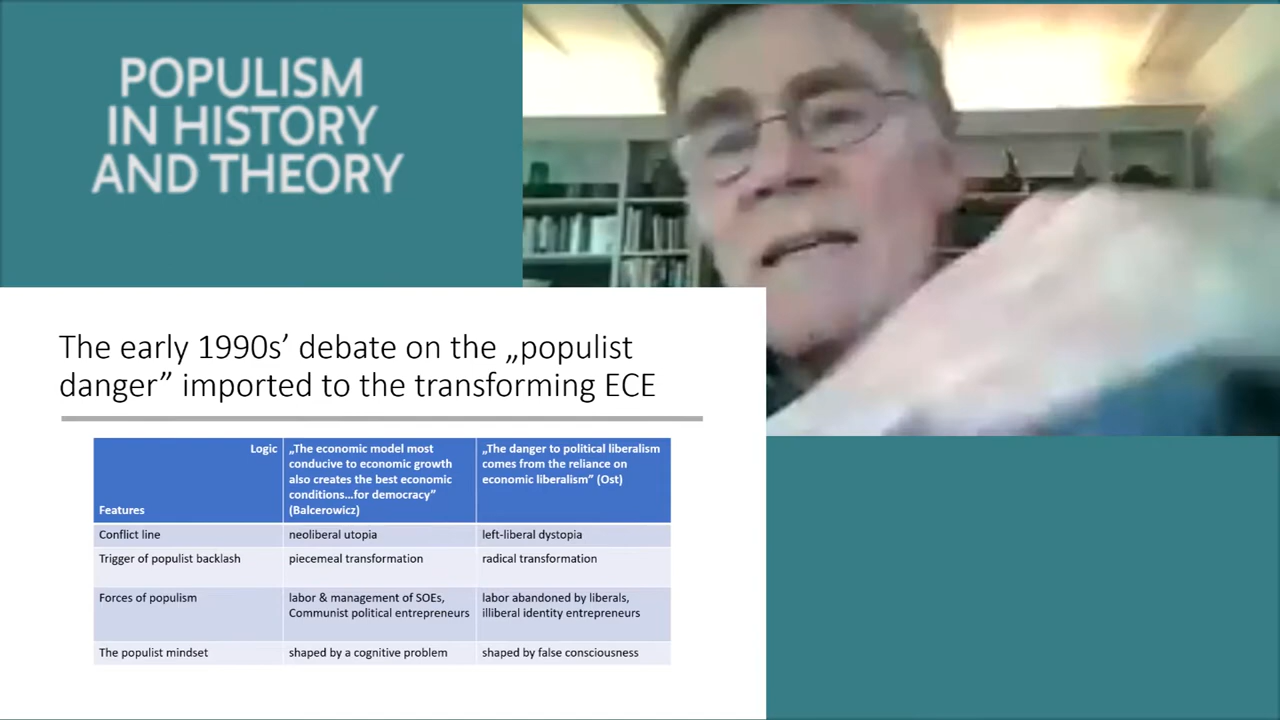 POPULISM
IN HISTORY
AND THEORY
The early 1990s’ debate on the „populist
danger” imported to the transforming ECE
Logic
Features
„The economic model most
conducive to economic growth
also creates the best economic
conditions…for democracy”
(Balcerowicz)
„The danger to political liberalism
comes from the reliance on
economic liberalism” (Ost)
Conflict line
neoliberal utopia
left-liberal dystopia
Trigger of populist backlash
piecemeal transformation
radical transformation
Forces of populism
labor & management of SOEs,
Communist political entrepreneurs
labor abandoned by liberals,
illiberal identity entrepreneurs
The populist mindset
shaped by a cognitive problem
shaped by false consciousness